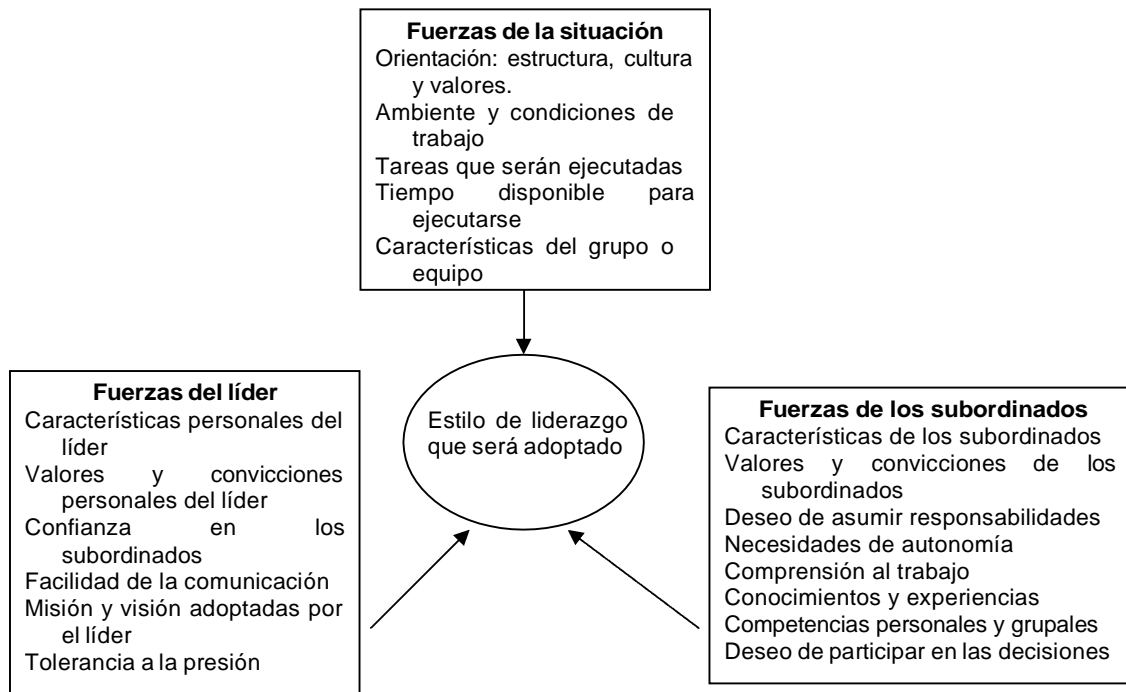 Fuerzas de la situación
Orientación: estructura, cultura
y valores.
Ambiente y condiciones de
trabajo
Tareas que serán ejecutadas
Tiempo disponible para
ejecutarse
Características del grupo o
equipo
Fuerzas del líder
Características personales del
líder
Valores y convicciones
personales del líder
Confianza en los
subordinados
Facilidad de la comunicación
Misión y visión adoptadas por
el líder
Tolerancia a la presión
Estilo de liderazgo
que será adoptado
Fuerzas de los subordinados
Características de los subordinados
Valores y convicciones de los
subordinados
Deseo de asumir responsabilidades
Necesidades de autonomía
Comprensión al trabajo
Conocimientos y experiencias
Competencias personales y grupales
Deseo de participar en las decisiones